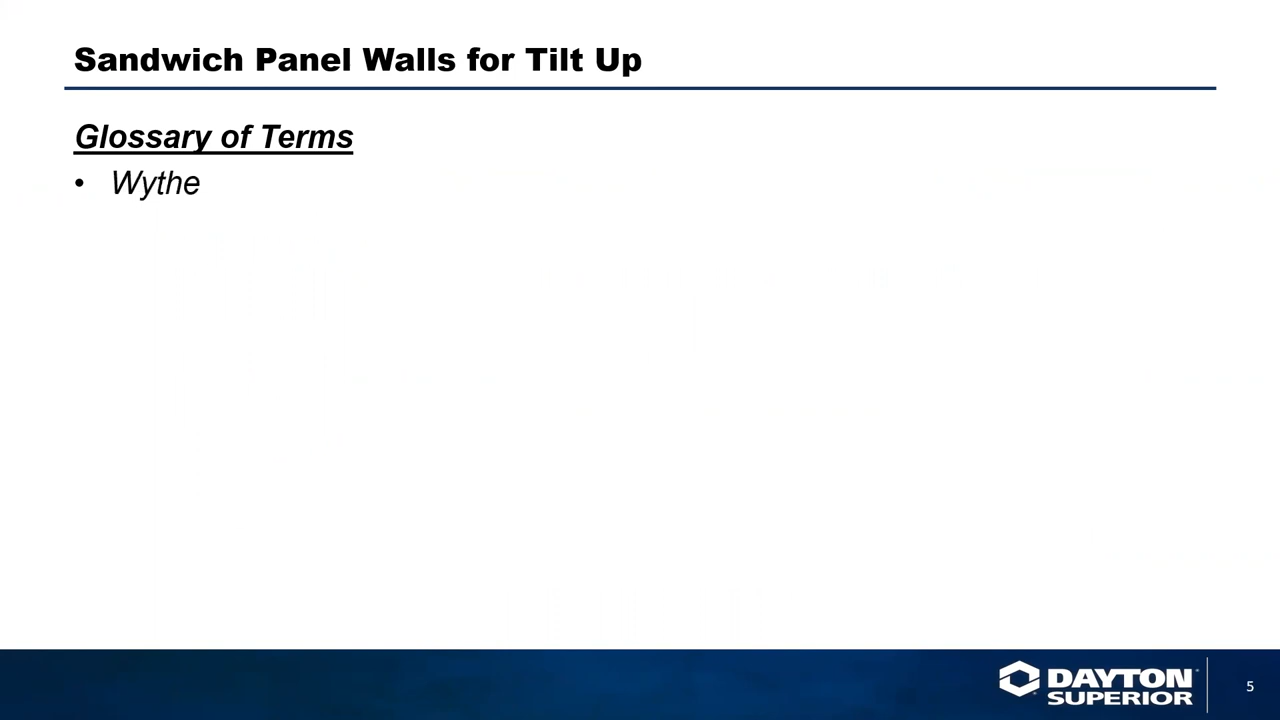 Sandwich Panel Walls for Tilt Up
Glossary of Terms
• Wythe
DAYTON
SUPERIOR
5